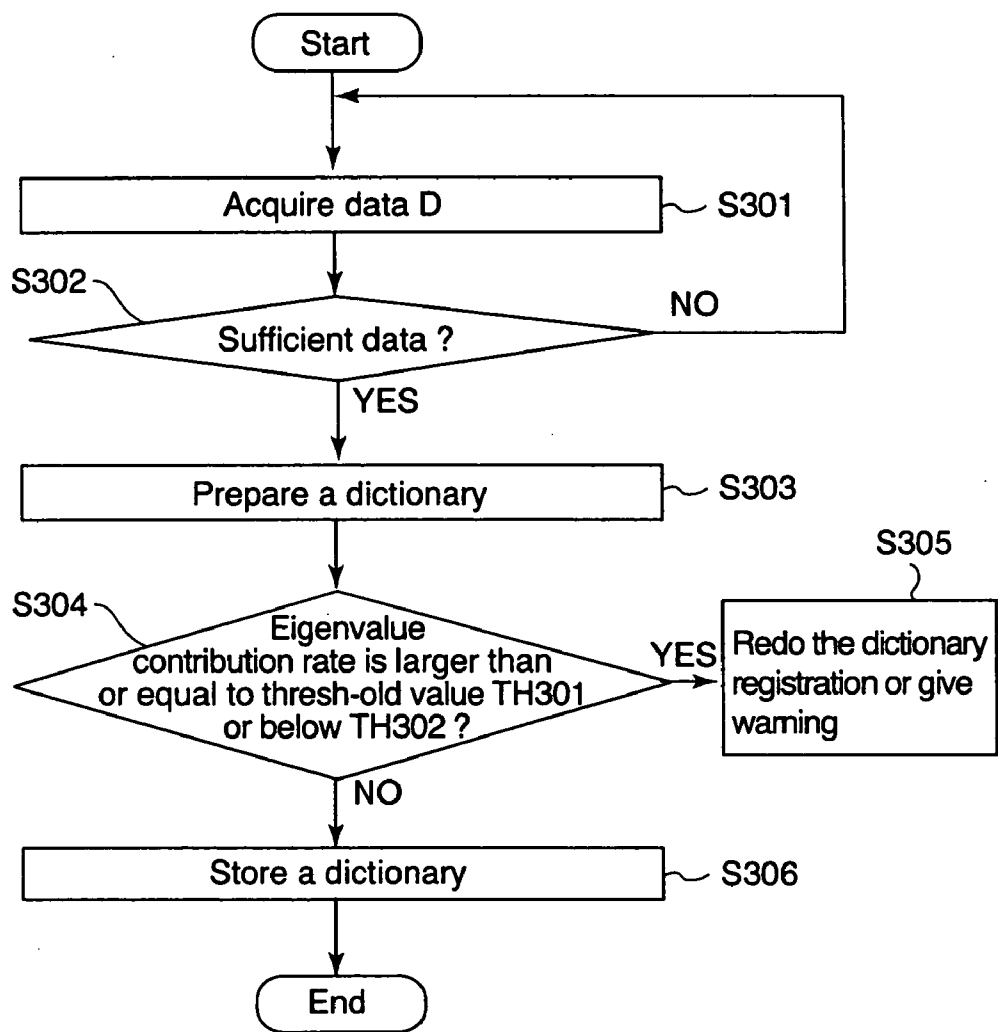 Start
Acquire data D
S301
S302
Sufficient data ?
NO
YES
Prepare a dictionary
S303
S304
Eigenvalue
contribution rate is larger than
or equal to thresh-old value TH301
or below TH302 ?
YES
S305
Redo the dictionary
registration or give
warning
NO
Store a dictionary
S306
End